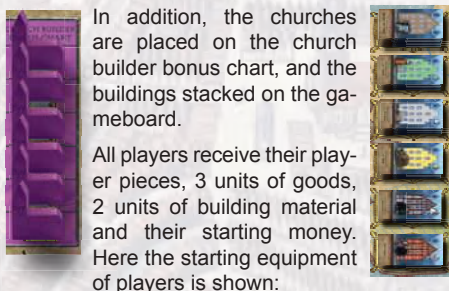 In addition, the churches
are placed on the church
builder bonus chart, and the
buildings stacked on the ga-
meboard.
All players receive their play-
er pieces, 3 units of goods,
2 units of building material
and their starting money.
Here the starting equipment
of players is shown: